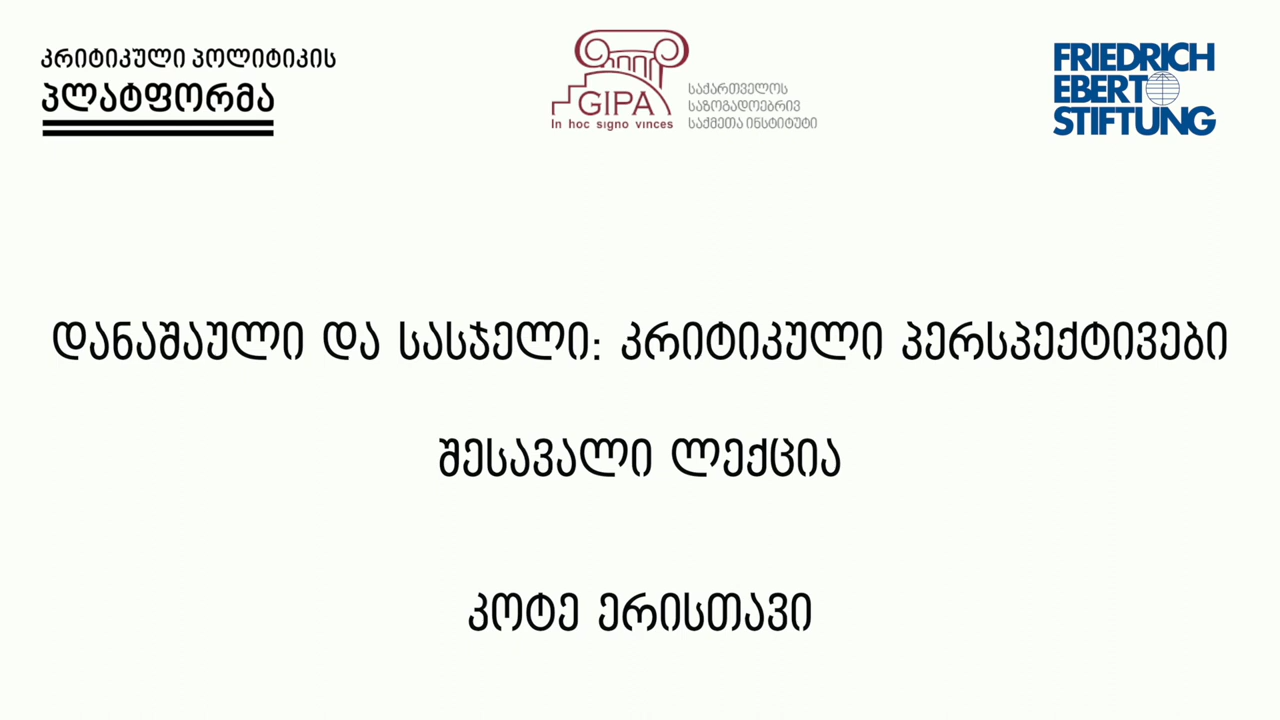 კრიტიკული პოლიტიკის
პლატფორმა
GIPA
In hoc signo vinces
საქართველოს
საზოგადოებრივ
საქმეთა ინსტიტუტი
FRIEDRICH
EBERT
STIFTUNG
დანაშაული და სასჯელი: კრიტიკული პერსპექტივები
შესავალი ლექცია
კოტე ერისთავი